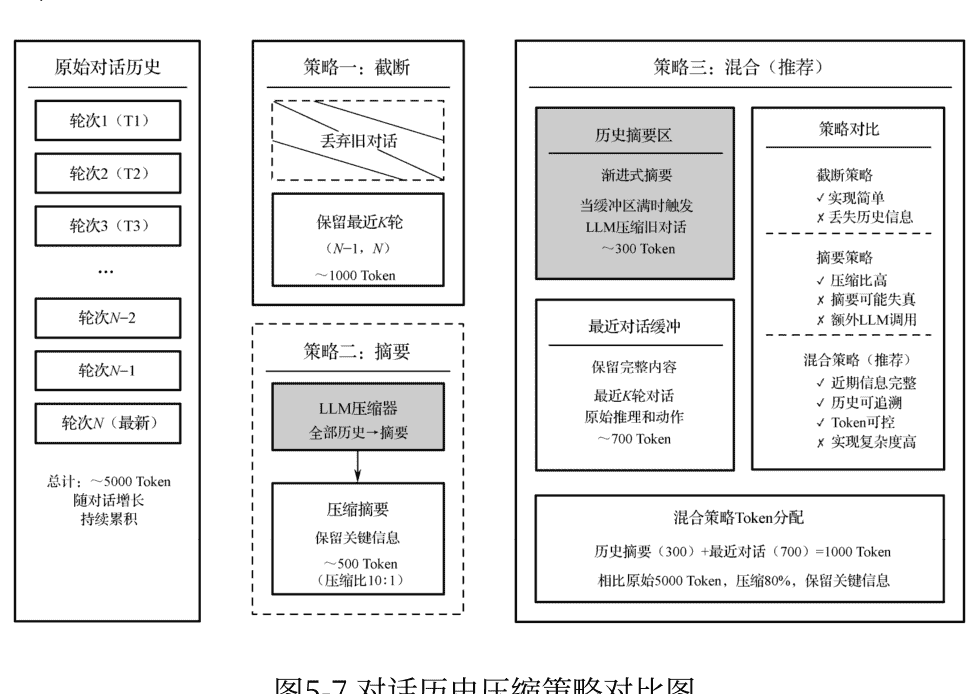 原始对话历史
轮次1（T1）
轮次2（T2）
轮次3（T3）
…
轮次N−2
轮次N−1
轮次N（最新）
总计：～5000 Token
随对话增长
持续累积
策略一：截断
丢弃旧对话
保留最近K轮
（N−1，N）
～1000 Token
策略二：摘要
LLM压缩器
全部历史→摘要
压缩摘要
保留关键信息
～500 Token
（压缩比10∶1）
策略三：混合（推荐）
历史摘要区
渐进式摘要
当缓冲区满时触发
LLM压缩旧对话
～300 Token
最近对话缓冲
保留完整内容
最近K轮对话
原始推理和动作
～700 Token
策略对比
截断策略
✓ 实现简单
✗ 丢失历史信息
摘要策略
✓ 压缩比高
✗ 摘要可能失真
✗ 额外LLM调用
混合策略（推荐）
✓ 近期信息完整
✓ 历史可追溯
✓ Token可控
✗ 实现复杂度高
混合策略Token分配
历史摘要（300）+最近对话（700）=1000 Token
相比原始5000 Token，压缩80%，保留关键信息
图5-7 对话历史压缩策略对比图